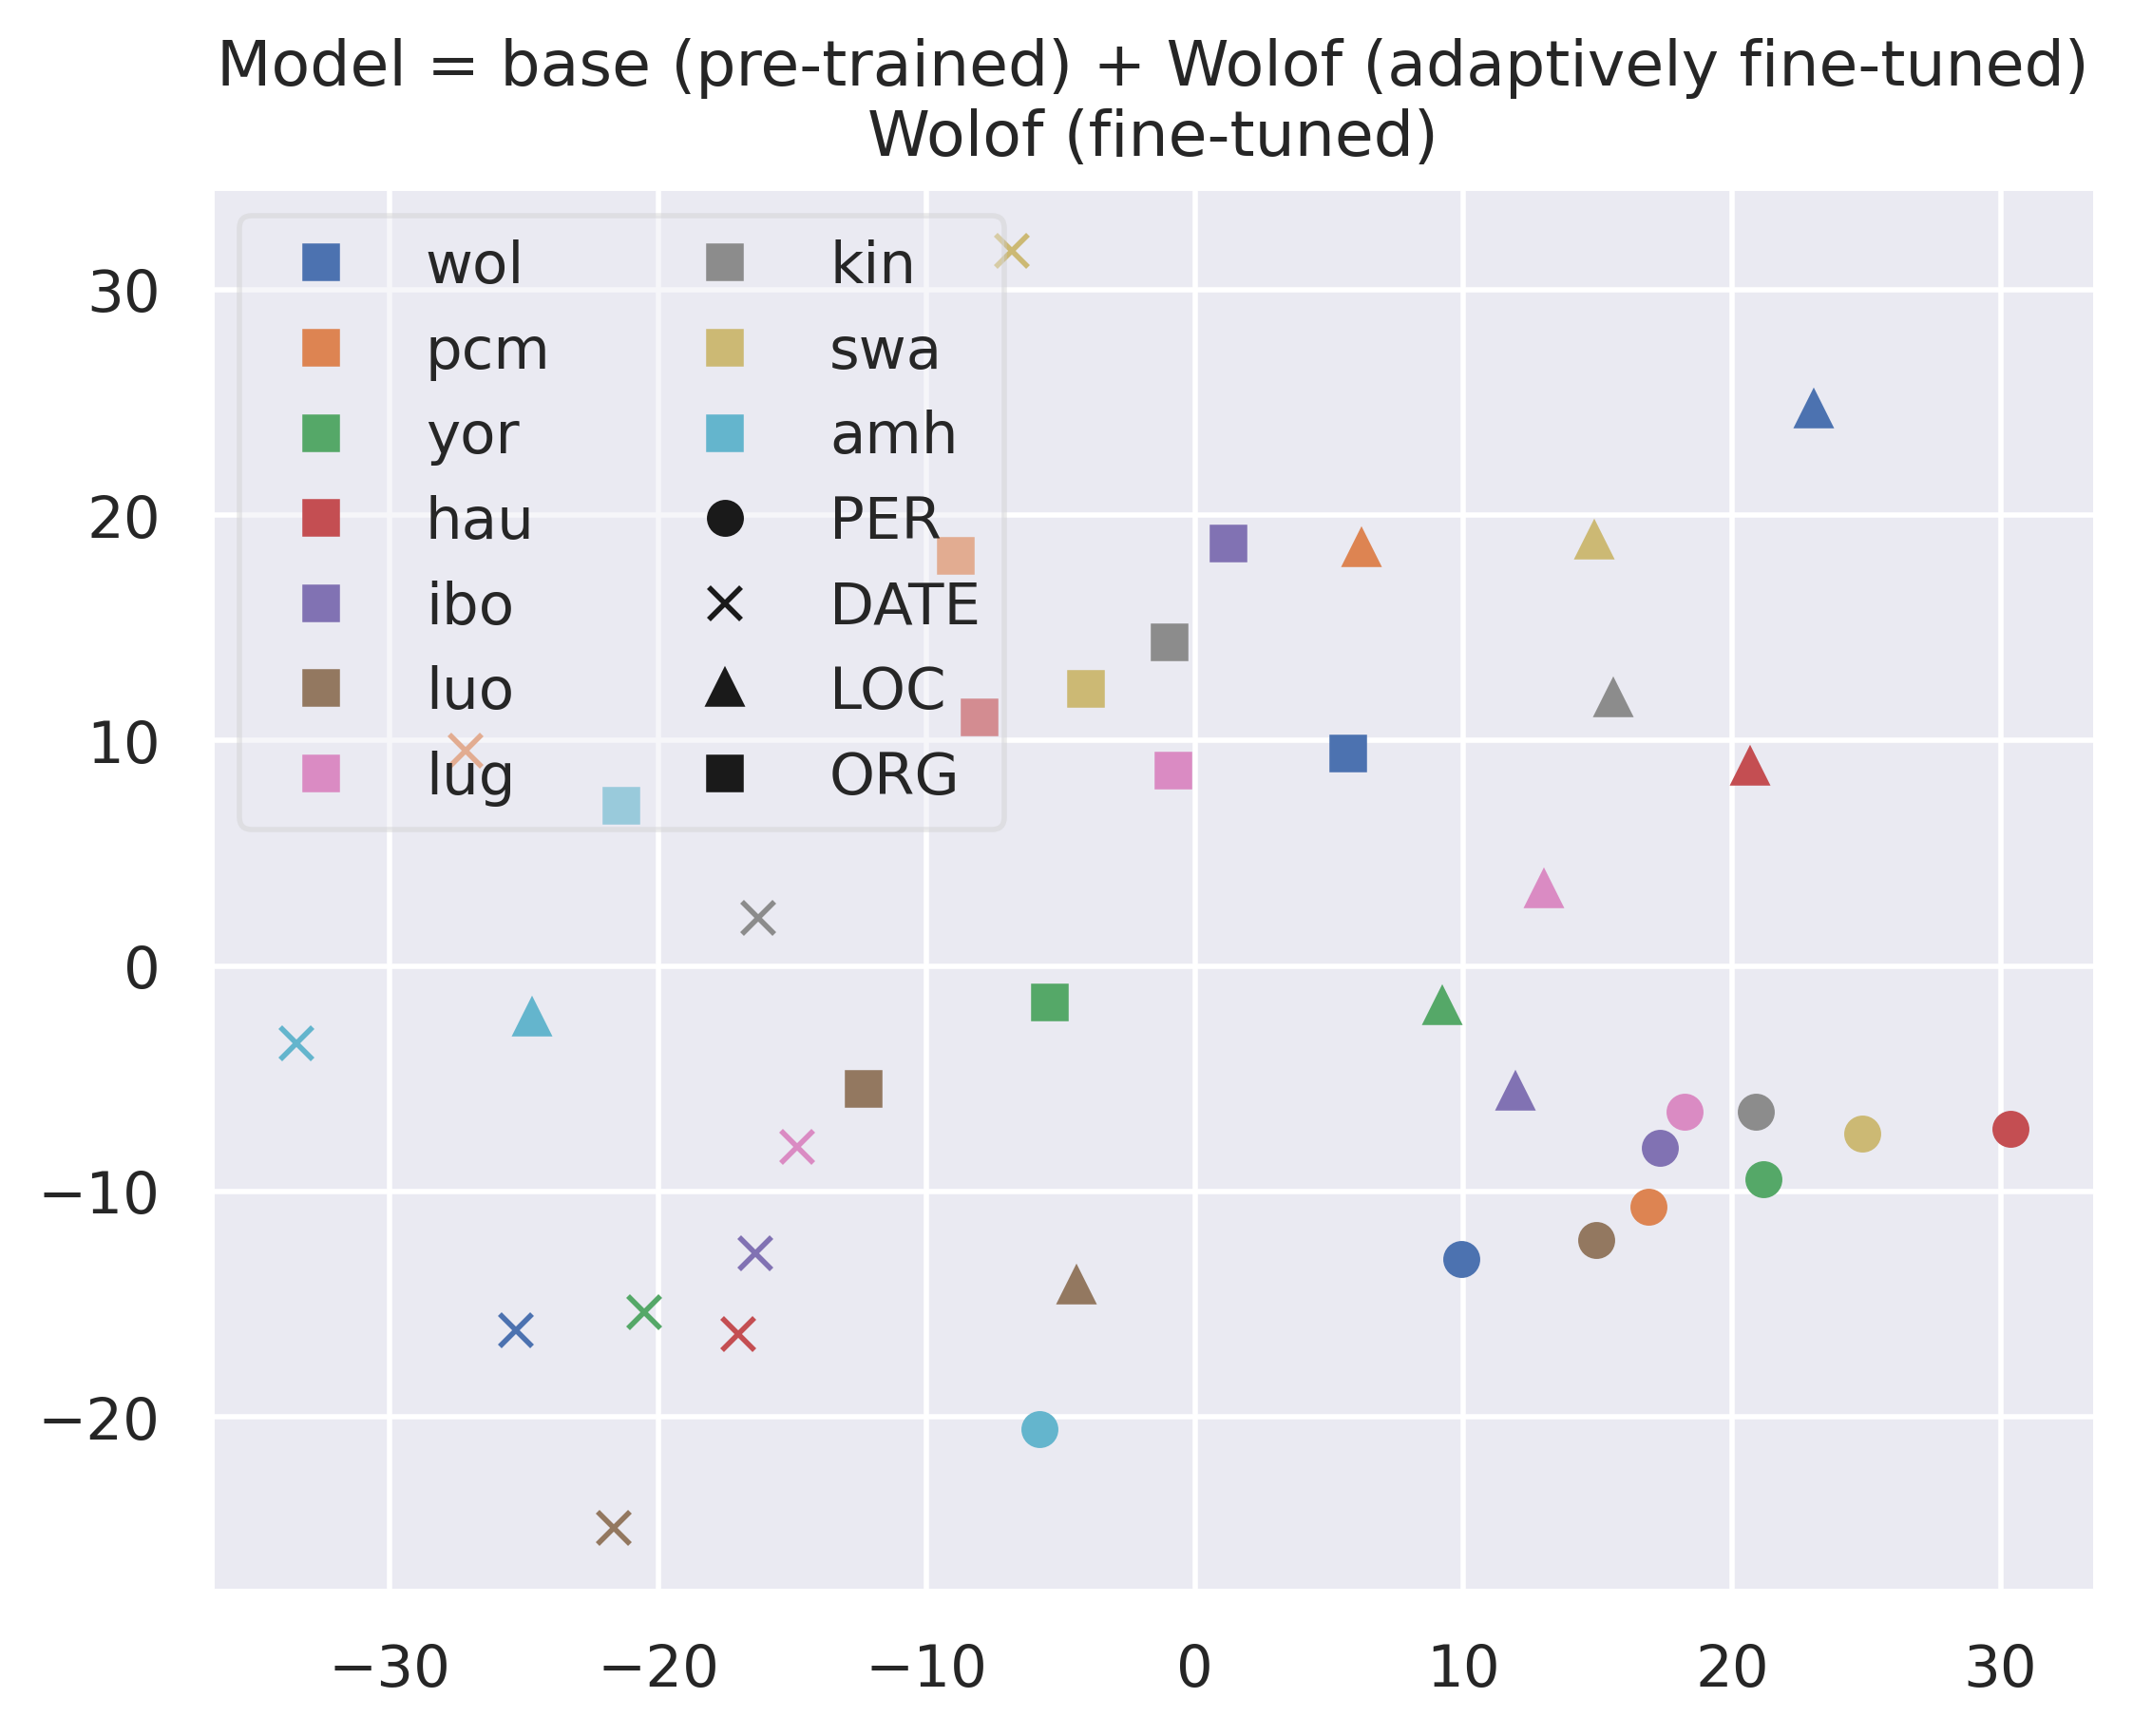 Model = base (pre-trained) + Wolof (adaptively fine-tuned)
Wolof (fine-tuned)
wol
pcm
yor
hau
ibo
luo
lug
kin
swa
amh
PER
DATE
LOC
ORG
30
20
10
0
−10
−20
−30 −20 −10 0 10 20 30